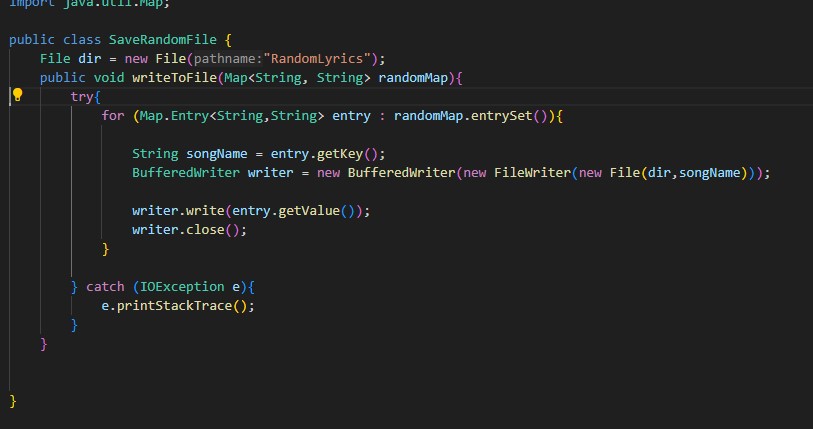 import java.util.Map;
public class SaveRandomFile {
File dir = new File(pathname:"RandomLyrics");
public void writeToFile(Map<String, String> randomMap){
try{
for (Map.Entry<String,String> entry : randomMap.entrySet()){
String songName = entry.getKey();
BufferedWriter writer = new BufferedWriter(new FileWriter(new File(dir,songName)));
writer.write(entry.getValue());
writer.close();
}
} catch (IOException e){
e.printStackTrace();
}
}
}